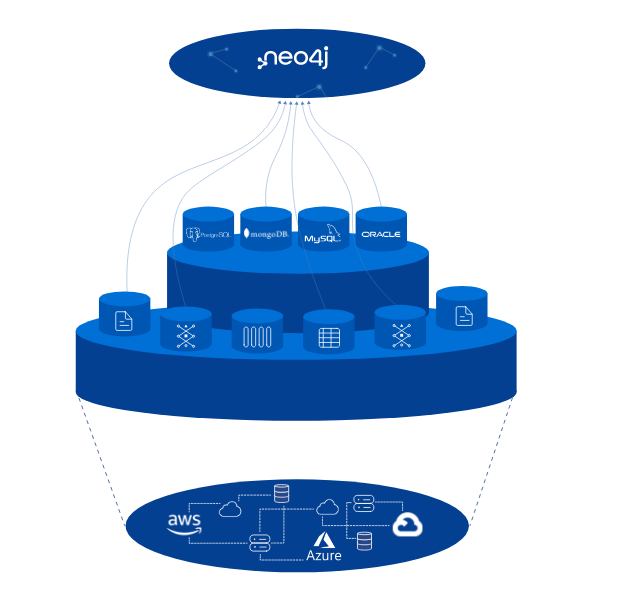 neo4j
PostgreSQL
mongoDB.
MySQL
ORACLE
aws
Azure